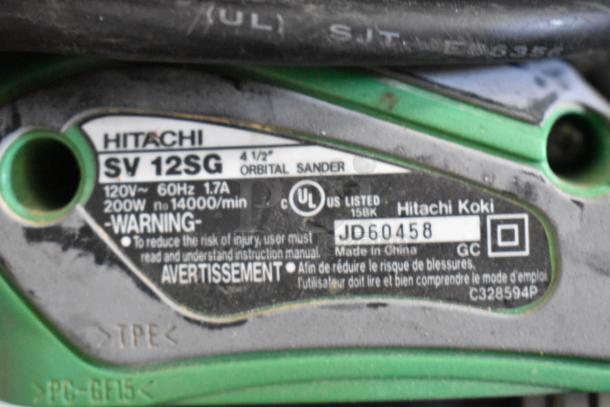 (UL) SJT
HITACHI
SV 12SG 4 1/2" ORBITAL SANDER
120V~ 60Hz 1.7A
200W n₀14000/min
C UL US LISTED
15BK
Hitachi Koki
-WARNING-
JD60458
• To reduce the risk of injury, user must
read and understand instruction manual.
Made in China GC
AVERTISSEMENT • Afin de réduire le risque de blessures,
l'utilisateur doit lire et bien comprendre le mode d'emploi
C328594P
>TPE<
>PC-GF15<